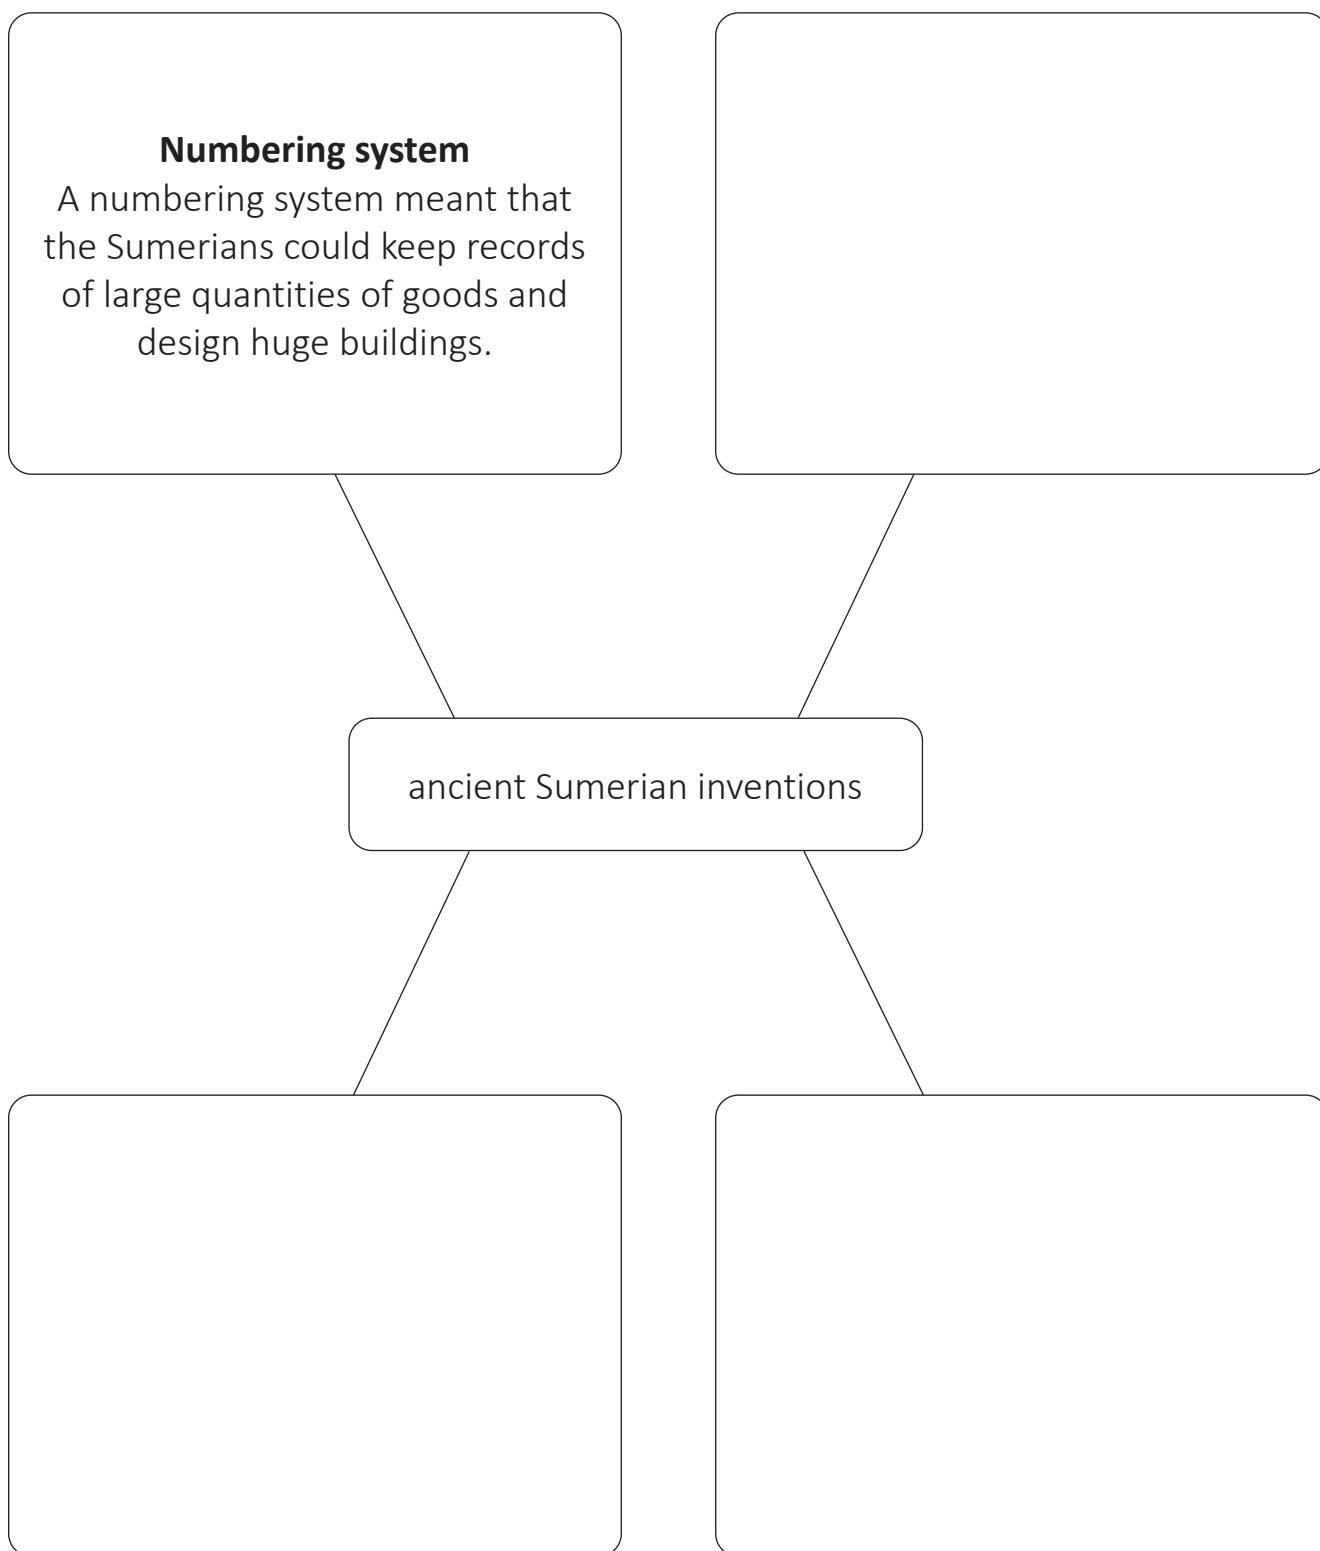 Numbering system
A numbering system meant that
the Sumerians could keep records
of large quantities of goods and
design huge buildings.
ancient Sumerian inventions